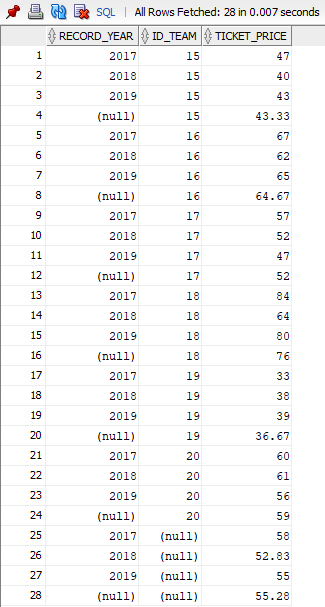 SQL | All Rows Fetched: 28 in 0.007 seconds
RECORD_YEAR ID_TEAM TICKET_PRICE
1 2017 15 47
2 2018 15 40
3 2019 15 43
4 (null) 15 43.33
5 2017 16 67
6 2018 16 62
7 2019 16 65
8 (null) 16 64.67
9 2017 17 57
10 2018 17 52
11 2019 17 47
12 (null) 17 52
13 2017 18 84
14 2018 18 64
15 2019 18 80
16 (null) 18 76
17 2017 19 33
18 2018 19 38
19 2019 19 39
20 (null) 19 36.67
21 2017 20 60
22 2018 20 61
23 2019 20 56
24 (null) 20 59
25 2017 (null) 58
26 2018 (null) 52.83
27 2019 (null) 55
28 (null) (null) 55.28